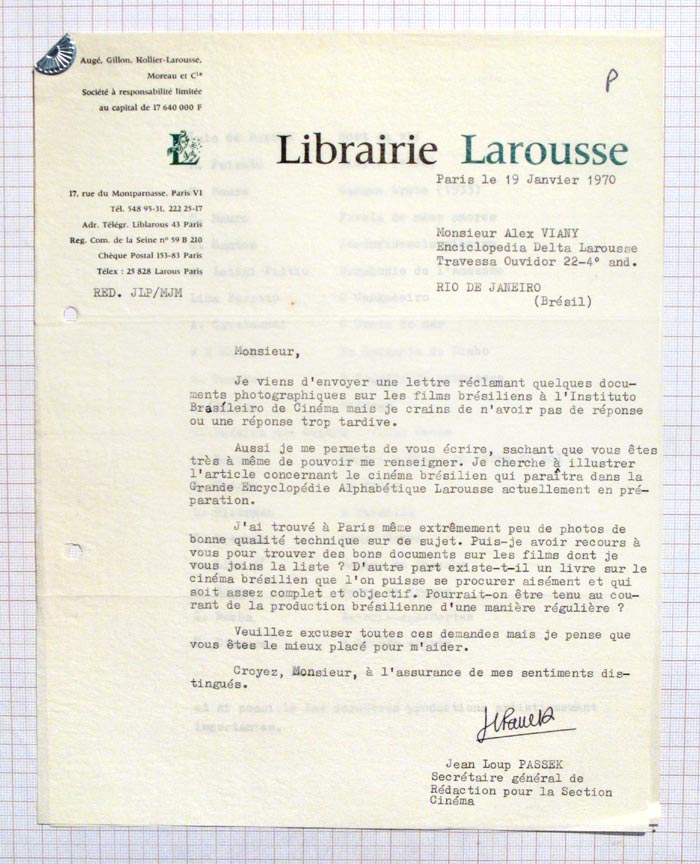 Augé, Gillon, Hollier-Larousse,
Moreau et Cie
Société à responsabilité limitée
au capital de 17 640 000 F
P
L
Librairie Larousse
17, rue du Montparnasse, Paris VI
Tél. 548 95-31, 222 25-17
Adr. Télégr. Liblarous 43 Paris
Reg. Com. de la Seine nº 59 B 210
Chèque Postal 153-83 Paris
Télex : 25 828 Larous Paris
RED. JLP/MJM
Paris le 19 Janvier 1970
Monsieur Alex VIANY
Enciclopedia Delta Larousse
Travessa Ouvidor 22-4º and.
RIO DE JANEIRO
(Brésil)
Monsieur,
Je viens d'envoyer une lettre réclamant quelques docu-
ments photographiques sur les films brésiliens à l'Instituto
Brasileiro de Cinéma mais je crains de n'avoir pas de réponse
ou une réponse trop tardive.
Aussi je me permets de vous écrire, sachant que vous êtes
très à même de pouvoir me renseigner. Je cherche à illustrer
l'article concernant le cinéma brésilien qui paraîtra dans la
Grande Encyclopédie Alphabétique Larousse actuellement en pré-
paration.
J'ai trouvé à Paris même extrêmement peu de photos de
bonne qualité technique sur ce sujet. Puis-je avoir recours à
vous pour trouver des bons documents sur les films dont je
vous joins la liste ? D'autre part existe-t-il un livre sur le
cinéma brésilien que l'on puisse se procurer aisément et qui
soit assez complet et objectif. Pourrait-on être tenu au cou-
rant de la production brésilienne d'une manière régulière ?
Veuillez excuser toutes ces demandes mais je pense que
vous êtes le mieux placé pour m'aider.
Croyez, Monsieur, à l'assurance de mes sentiments dis-
tingués.
Jean Loup PASSEK
Secrétaire général de
Rédaction pour la Section
Cinéma